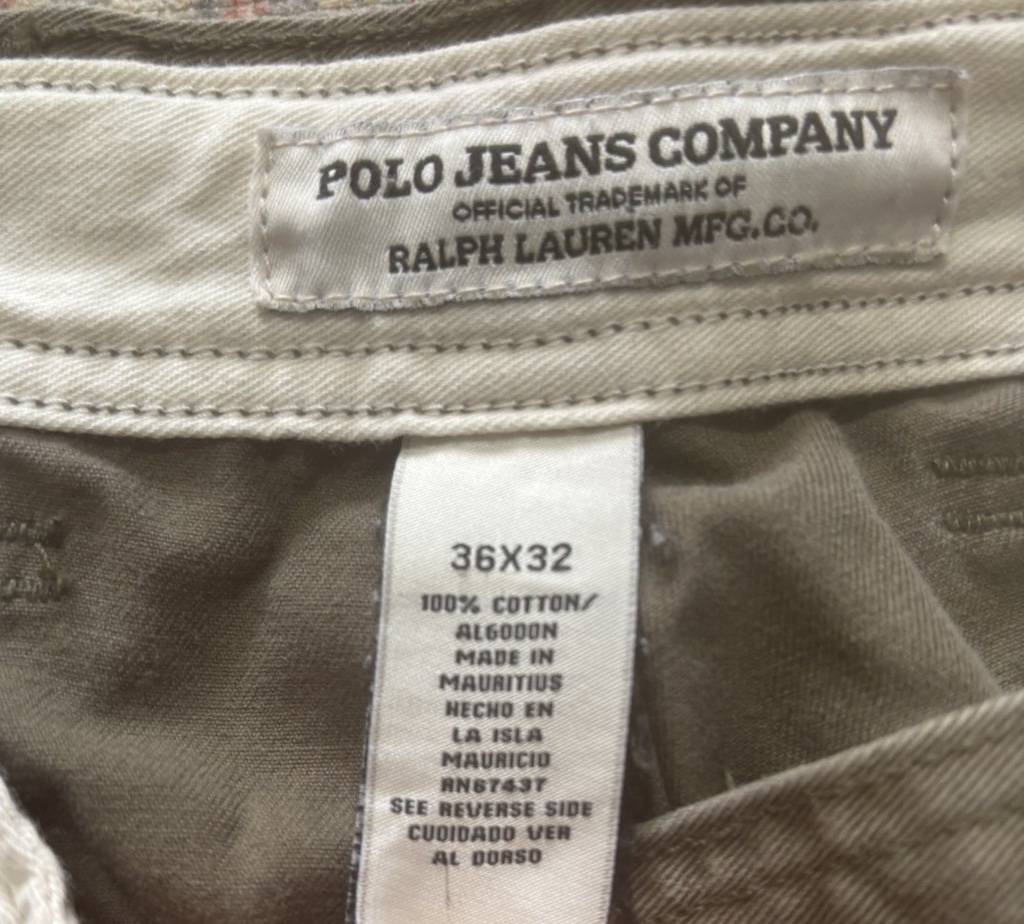 POLO JEANS COMPANY
OFFICIAL TRADEMARK OF
RALPH LAUREN MFG.CO.
36X32
100% COTTON/
ALGODON
MADE IN
MAURITIUS
HECHO EN
LA ISLA
MAURICIO
RN67437
SEE REVERSE SIDE
CUOIDADO VER
AL DORSO